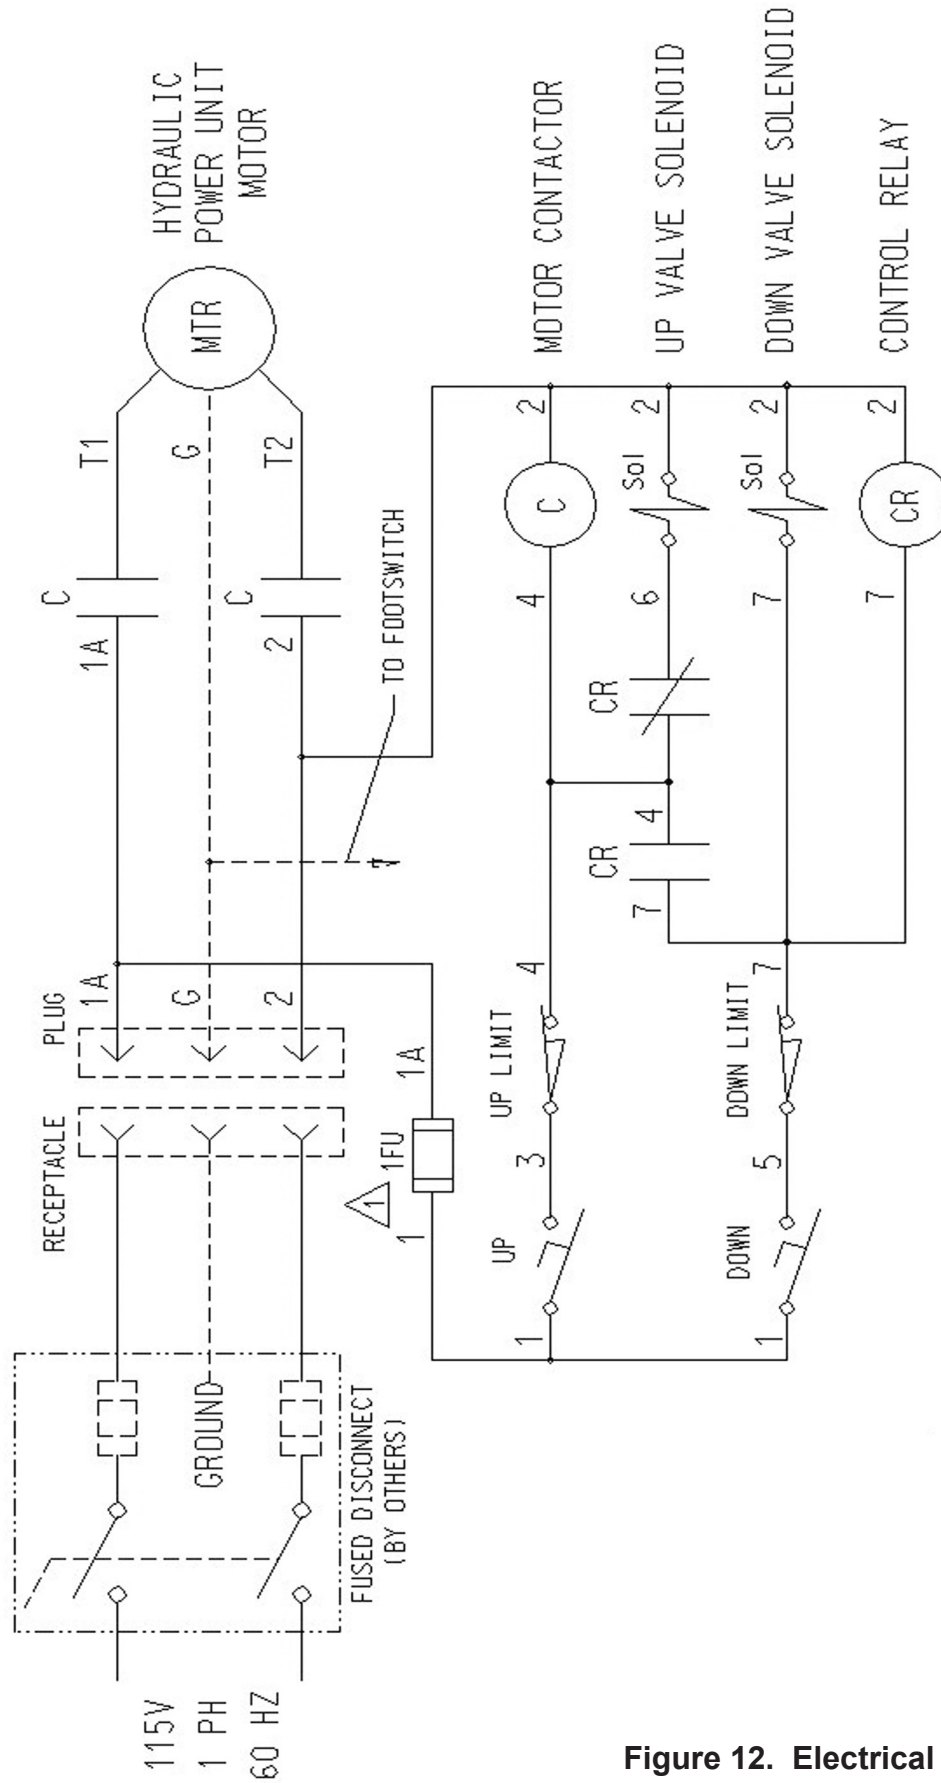 115V
1 PH
60 HZ
FUSED DISCONNECT
(BY OTHERS)
GROUND
RECEPTACLE
PLUG
1A
G
2
1A
C
T1
G
2
C
T2
MTR
HYDRAULIC
POWER UNIT
MOTOR
TO FOOTSWITCH
1
1
1FU
1A
1
UP
3
UP LIMIT
4
4
C
2
MOTOR CONTACTOR
7
CR
4
CR
6
Sol
2
UP VALVE SOLENOID
1
DOWN
5
DOWN LIMIT
7
7
Sol
2
DOWN VALVE SOLENOID
7
CR
2
CONTROL RELAY
Figure 12. Electrical